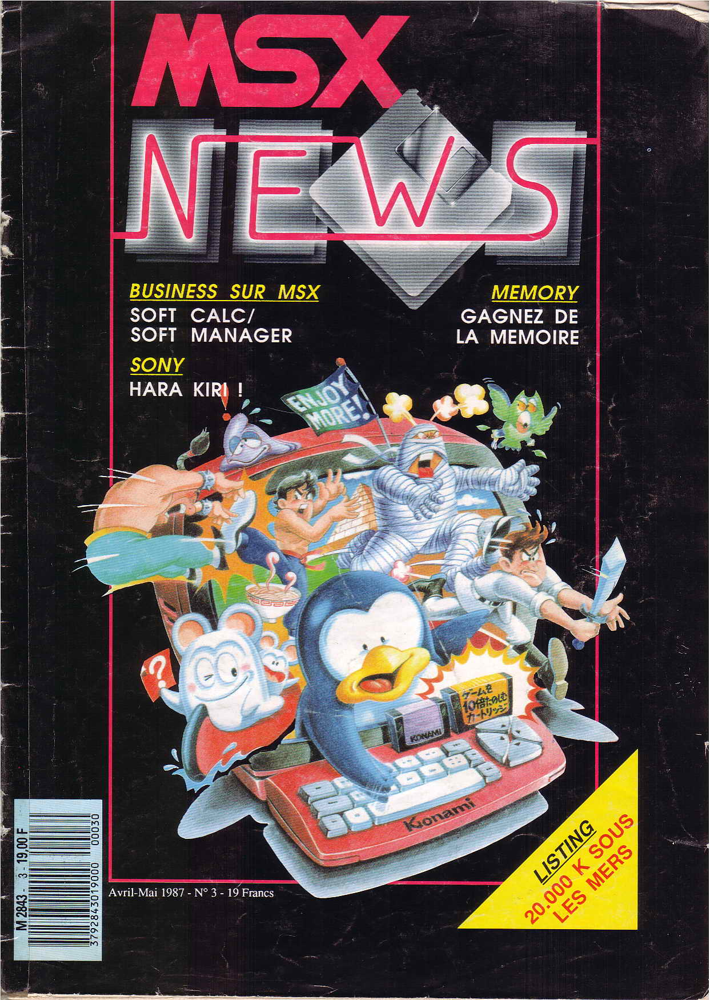 MSX
NEWS
BUSINESS SUR MSX
SOFT CALC/
SOFT MANAGER
SONY
HARA KIRI !
MEMORY
GAGNEZ DE
LA MEMOIRE
ENJOY
MORE!
?
ゲームを
10倍たのしむ
カートリッジ
KONAMI
Konami
LISTING
20.000 K SOUS
LES MERS
Avril-Mai 1987 - N° 3 - 19 Francs
M 2843 - 3 - 19,00 F
3792843019000 00030